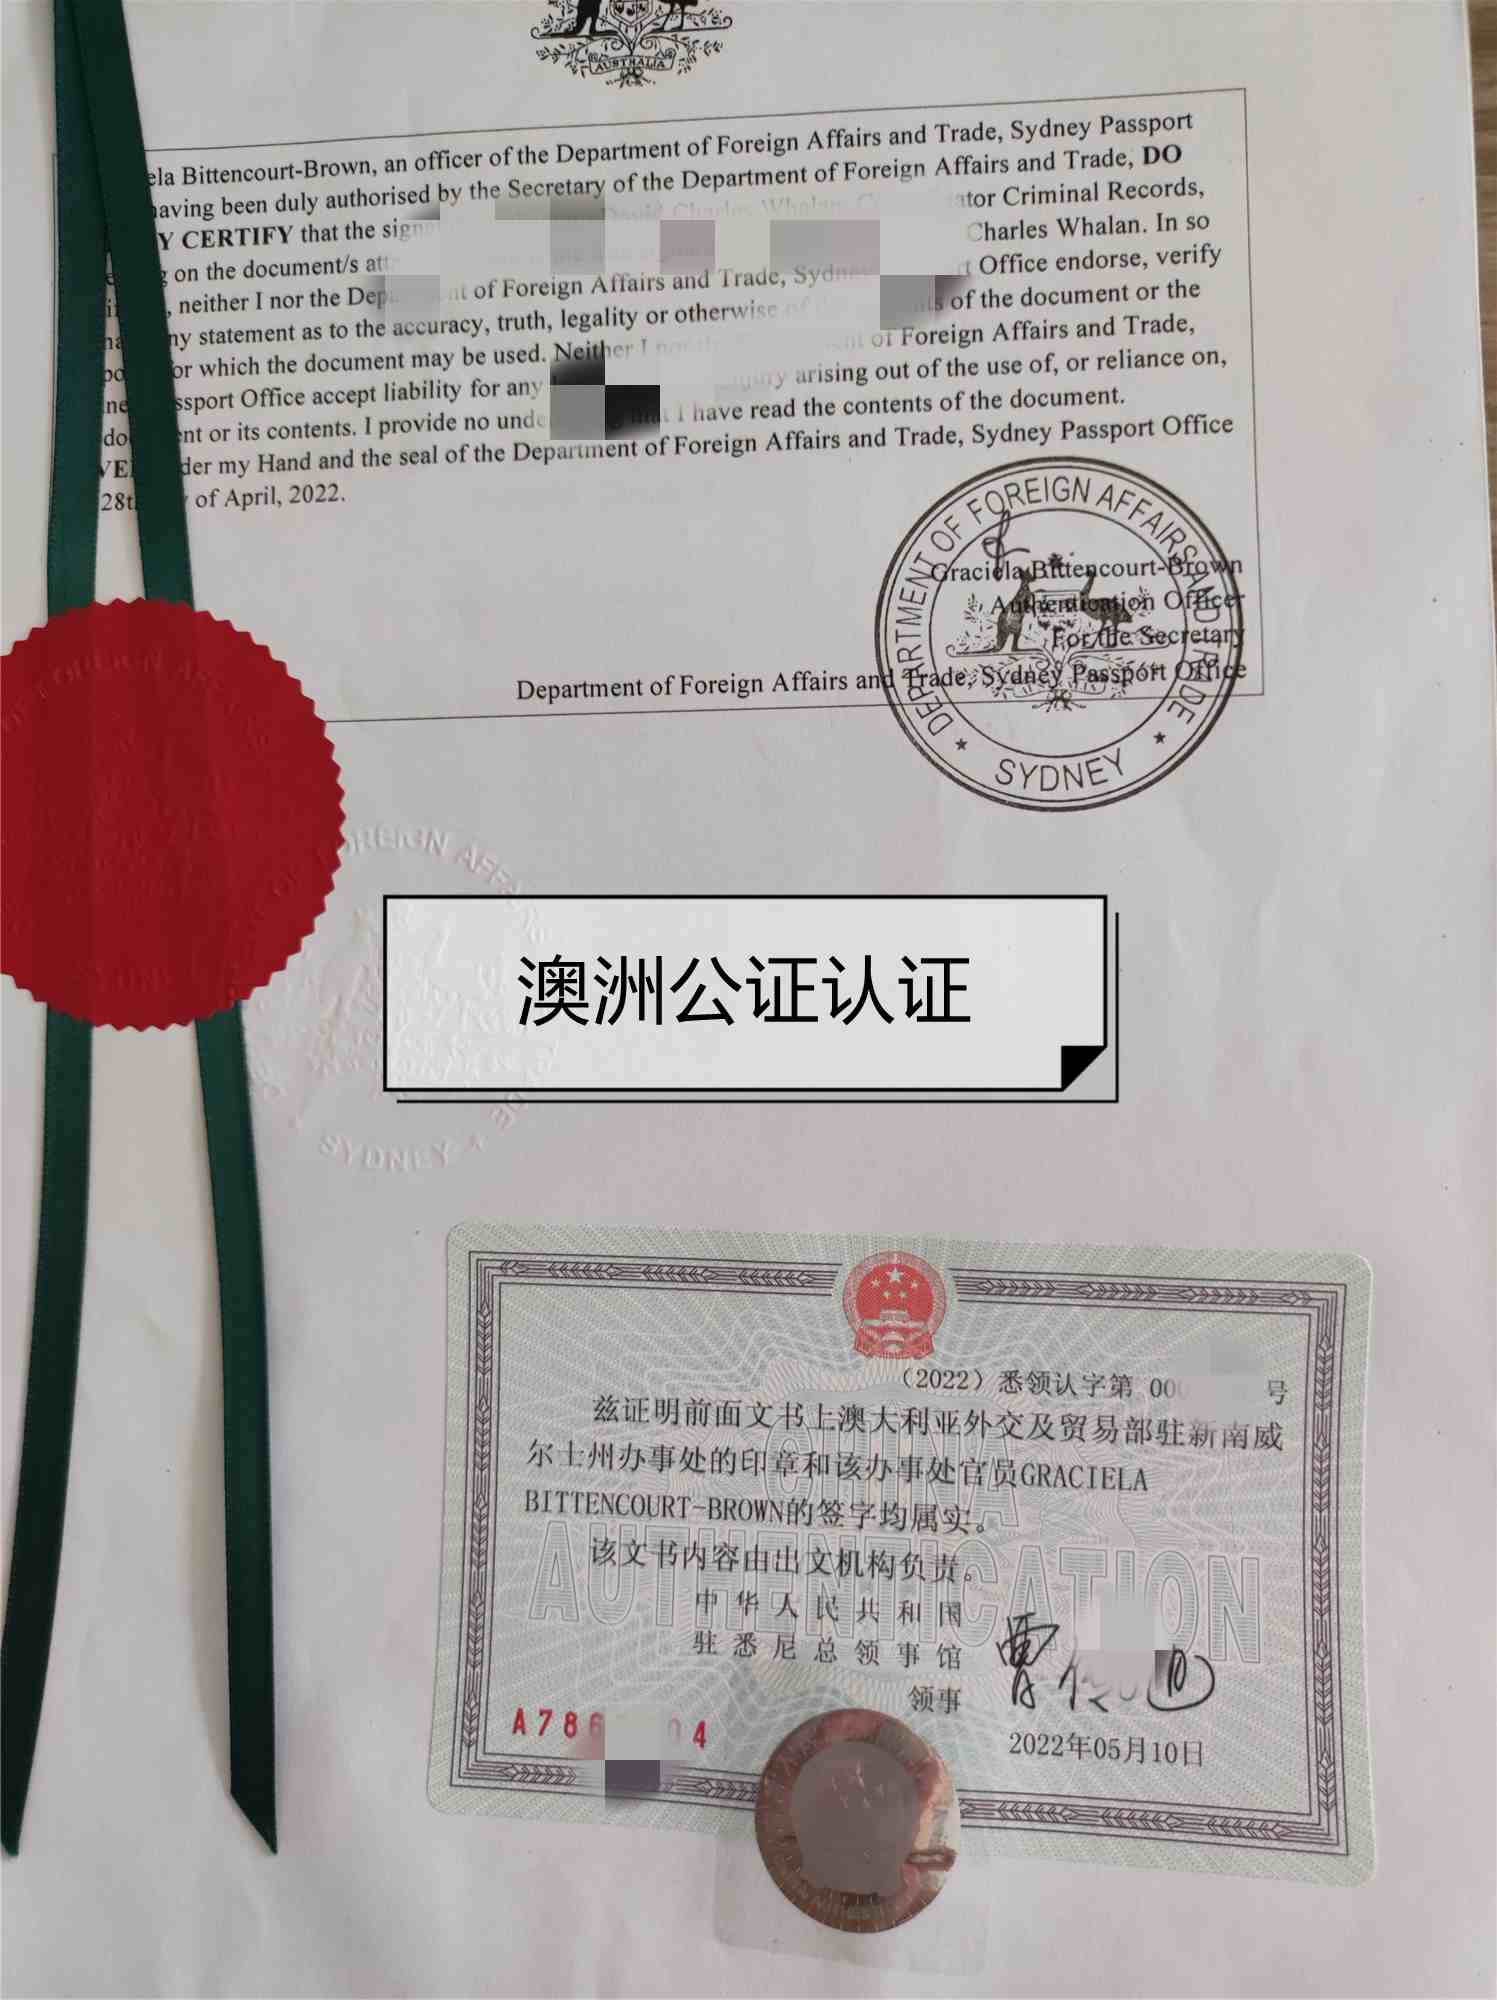 AUSTRALIA
ela Bittencourt-Brown, an officer of the Department of Foreign Affairs and Trade, Sydney Passport
having been duly authorised by the Secretary of the Department of Foreign Affairs and Trade, DO
Y CERTIFY that the David Charles Whalan, Criminal Records,
on the document/s Charles Whalan. In so
, neither I nor the of Foreign Affairs and Trade, Office endorse, verify
ny statement as to the accuracy, truth, legality or otherwise of the document or the
or which the document may be used. Neither I of Foreign Affairs and Trade,
ssport Office accept liability for any arising out of the use of, or reliance on,
nt or its contents. I provide no that I have read the contents of the document.
der my Hand and the seal of the Department of Foreign Affairs and Trade, Sydney Passport Office
28t of April, 2022.
DEPARTMENT OF FOREIGN AFFAIRS AND TRADE
SYDNEY
Graciela Bittencourt-Brown
Authentication Officer
For the Secretary
Department of Foreign Affairs and Trade, Sydney Passport Office
OF FOREIGN AFFAIRS
SYDNEY
澳洲公证认证
（2022）悉领认字第 00 号
兹证明前面文书上澳大利亚外交及贸易部驻新南威
尔士州办事处的印章和该办事处官员GRACIELA
BITTENCOURT-BROWN的签字均属实。
该文书内容由出文机构负责。
CHINA
AUTHENTICATION
中华人民共和国
驻悉尼总领事馆
领事
A786 04
2022年05月10日